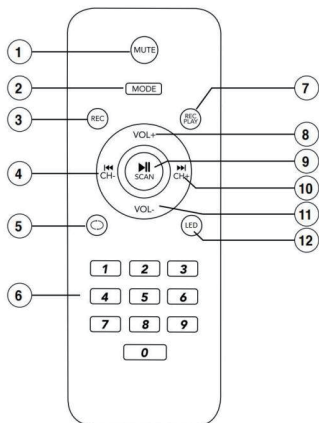 1
MUTE
2
MODE
7
3
REC
REC
PLAY
VOL+
8
9
4
CH-
SCAN
CH+
10
VOL-
11
5
LED
12
1 2 3
6
4 5 6
7 8 9
0